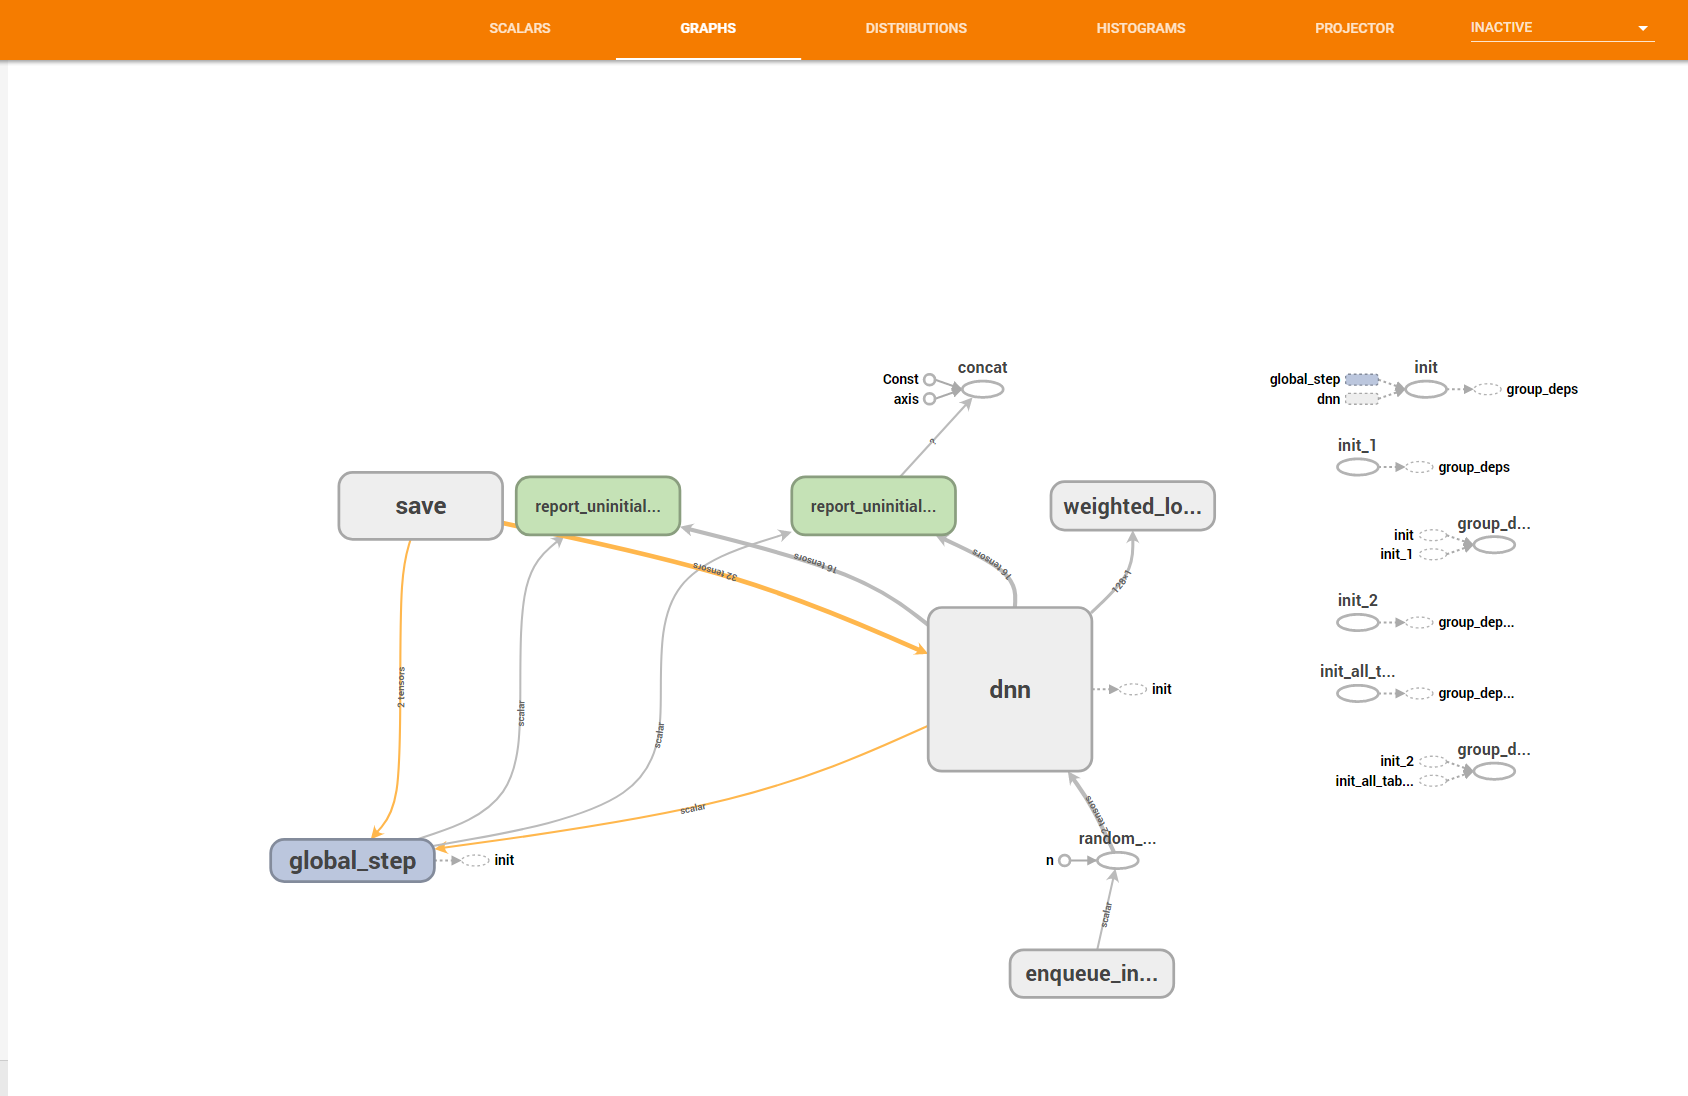 SCALARS
GRAPHS
DISTRIBUTIONS
HISTOGRAMS
PROJECTOR
INACTIVE
concat
Const
axis
?
save
report_uninitial...
report_uninitial...
weighted_lo...
32 tensors
16 tensors
16 tensors
128×1
dnn
init
2 tensors
scalar
scalar
scalar
global_step
init
2 tensors
random_...
n
scalar
enqueue_in...
init
global_step
dnn
group_deps
init_1
group_deps
group_d...
init
init_1
init_2
group_dep...
init_all_t...
group_dep...
group_d...
init_2
init_all_tab...